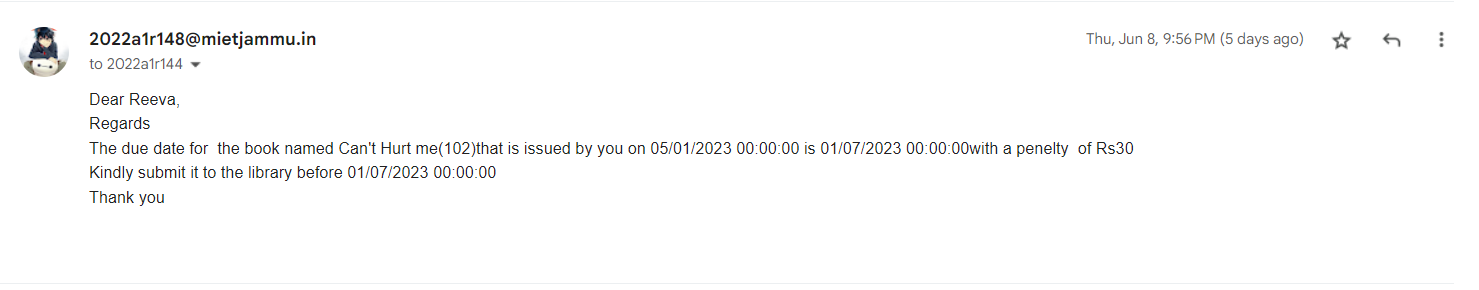 2022a1r148@mietjammu.in
Thu, Jun 8, 9:56 PM (5 days ago)
to 2022a1r144
Dear Reeva,
Regards
The due date for  the book named Can't Hurt me(102)that is issued by you on 05/01/2023 00:00:00 is 01/07/2023 00:00:00with a penelty  of Rs30
Kindly submit it to the library before 01/07/2023 00:00:00
Thank you